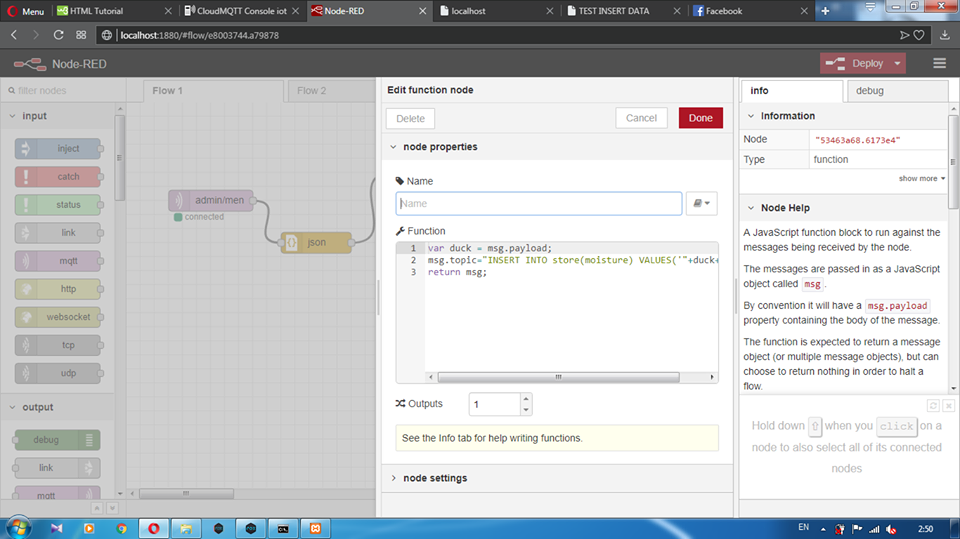 Menu
HTML Tutorial
CloudMQTT Console iot
Node-RED
localhost
TEST INSERT DATA
Facebook
localhost:1880/#flow/e8003744.a79878
Node-RED
Deploy
filter nodes
Flow 1
Flow 2
Edit function node
info
debug
input
Delete
Cancel
Done
Information
Node
"53463a68.6173e4"
inject
node properties
Type
function
catch
show more
Name
status
admin/men
Name
Node Help
connected
link
Function
A JavaScript function block to run against the
messages being received by the node.
json
1 var duck = msg.payload;
mqtt
2 msg.topic="INSERT INTO store(moisture) VALUES('"+duck+
The messages are passed in as a JavaScript
3 return msg;
object called msg .
http
By convention it will have a msg.payload
websocket
property containing the body of the message.
tcp
The function is expected to return a message
object (or multiple message objects), but can
udp
choose to return nothing in order to halt a
flow.
output
Outputs
1
debug
See the Info tab for help writing functions.
Hold down ⇧ when you click on a
node to also select all of its connected
nodes
link
node settings
mqtt
EN
2:50